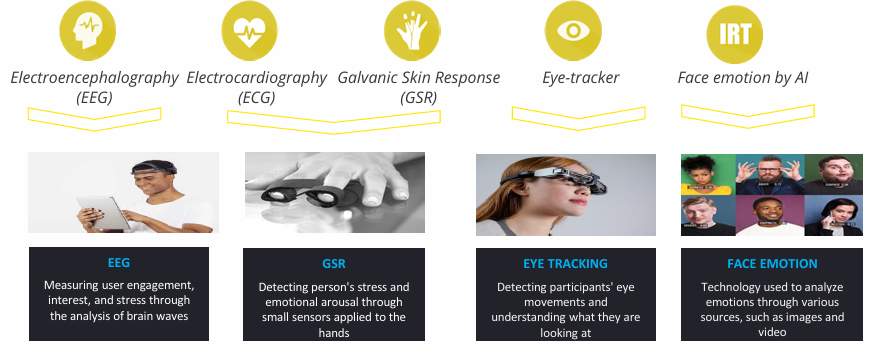 IRT
Electroencephalography
(EEG)
Electrocardiography
(ECG)
Galvanic Skin Response
(GSR)
Eye-tracker
Face emotion by AI
EEG
Measuring user engagement,
interest, and stress through
the analysis of brain waves
GSR
Detecting person's stress and
emotional arousal through
small sensors applied to the
hands
EYE TRACKING
Detecting participants' eye
movements and
understanding what they are
looking at
FACE EMOTION
Technology used to analyze
emotions through various
sources, such as images and
video